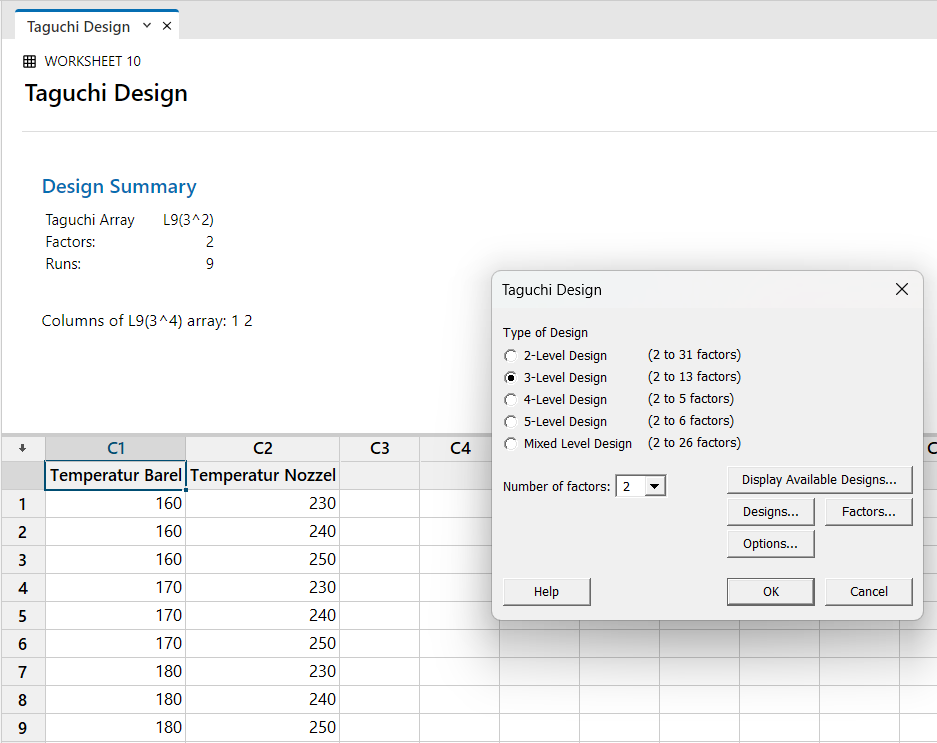 Taguchi Design
WORKSHEET 10
Taguchi Design
Design Summary
Taguchi Array L9(3^2)
Factors: 2
Runs: 9
Columns of L9(3^4) array: 1 2
Taguchi Design
Type of Design
2-Level Design (2 to 31 factors)
3-Level Design (2 to 13 factors)
4-Level Design (2 to 5 factors)
5-Level Design (2 to 6 factors)
Mixed Level Design (2 to 26 factors)
Number of factors: 2
Display Available Designs...
Designs... Factors...
Options...
Help OK Cancel
C1 C2 C3 C4 C
Temperatur Barel Temperatur Nozzel
1 160 230
2 160 240
3 160 250
4 170 230
5 170 240
6 170 250
7 180 230
8 180 240
9 180 250